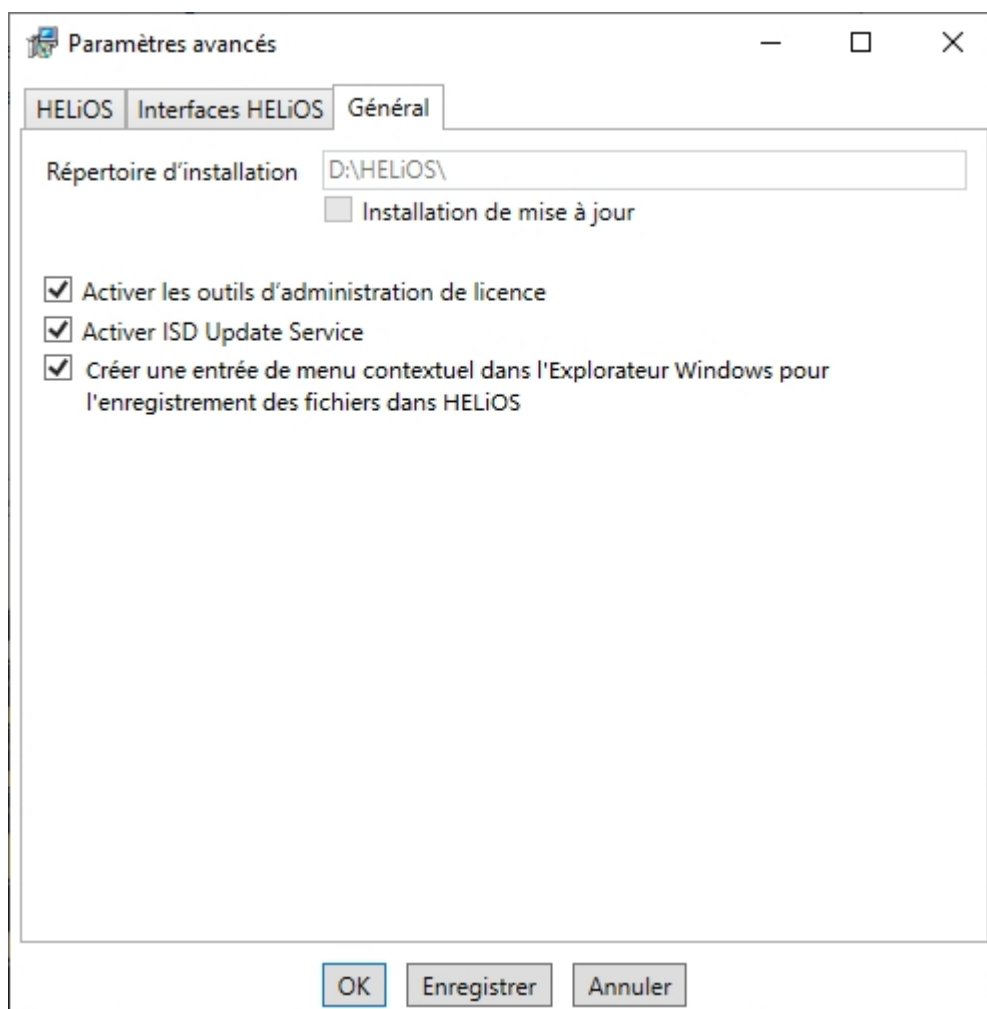 Paramètres avancés
HELiOS
Interfaces HELiOS
Général
Répertoire d’installation
D:\HELiOS\
Installation de mise à jour
Activer les outils d’administration de licence
Activer ISD Update Service
Créer une entrée de menu contextuel dans l'Explorateur Windows pour
l'enregistrement des fichiers dans HELiOS
OK
Enregistrer
Annuler